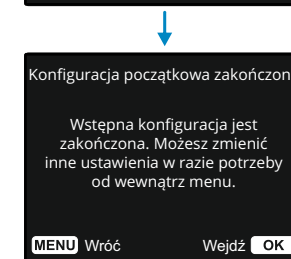 Konfiguracja początkowa zakończon
Wstępna konfiguracja jest
zakończona. Możesz zmienić
inne ustawienia w razie potrzeby
od wewnątrz menu.
MENU Wróć Wejdź OK